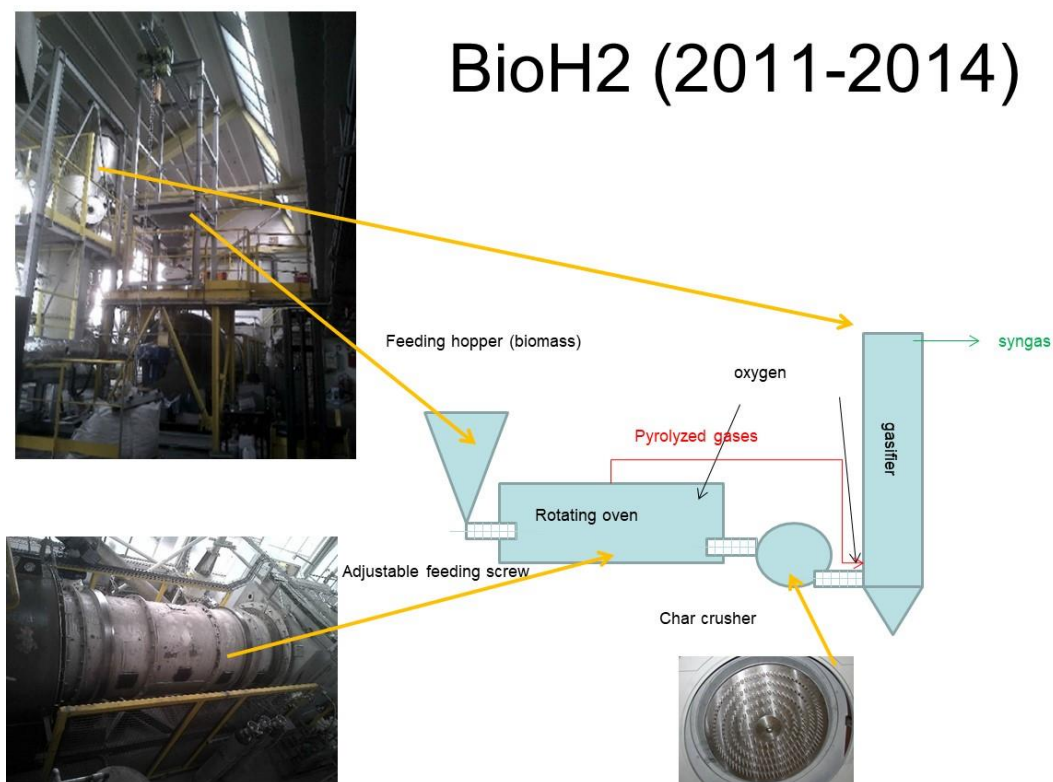 BioH2 (2011-2014)
Feeding hopper (biomass)
syngas
oxygen
Pyrolyzed gases
gasifier
Rotating oven
Adjustable feeding screw
Char crusher